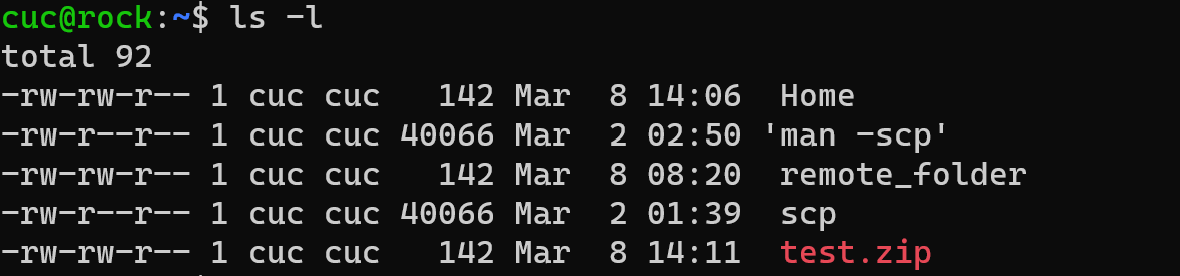 cuc@rock:~$ ls -l
total 92
-rw-rw-r-- 1 cuc cuc   142 Mar  8 14:06  Home
-rw-r--r-- 1 cuc cuc 40066 Mar  2 02:50 'man -scp'
-rw-rw-r-- 1 cuc cuc   142 Mar  8 08:20  remote_folder
-rw-r--r-- 1 cuc cuc 40066 Mar  2 01:39  scp
-rw-rw-r-- 1 cuc cuc   142 Mar  8 14:11  test.zip